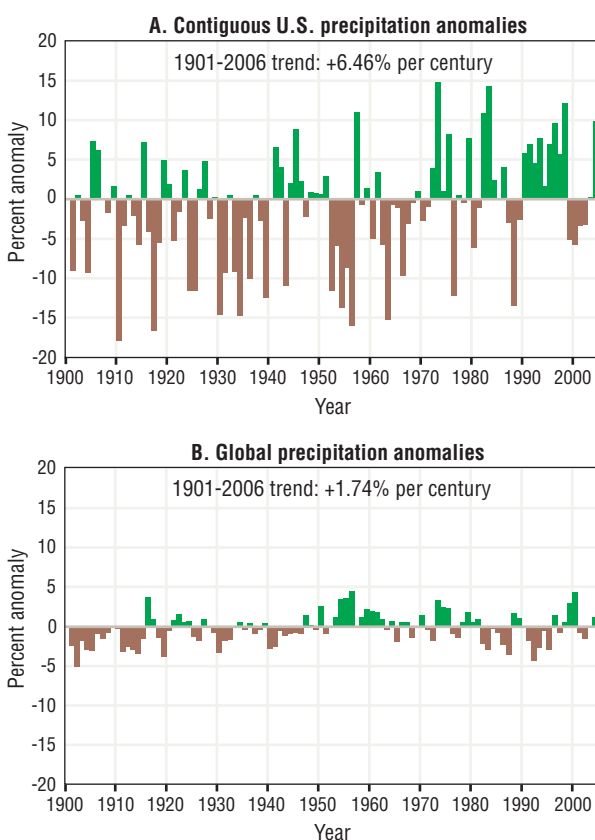 A. Contiguous U.S. precipitation anomalies
1901-2006 trend: +6.46% per century
Percent anomaly
20
15
10
5
0
-5
-10
-15
-20
1900 1910 1920 1930 1940 1950 1960 1970 1980 1990 2000
Year
B. Global precipitation anomalies
1901-2006 trend: +1.74% per century
Percent anomaly
20
15
10
5
0
-5
-10
-15
-20
1900 1910 1920 1930 1940 1950 1960 1970 1980 1990 2000
Year